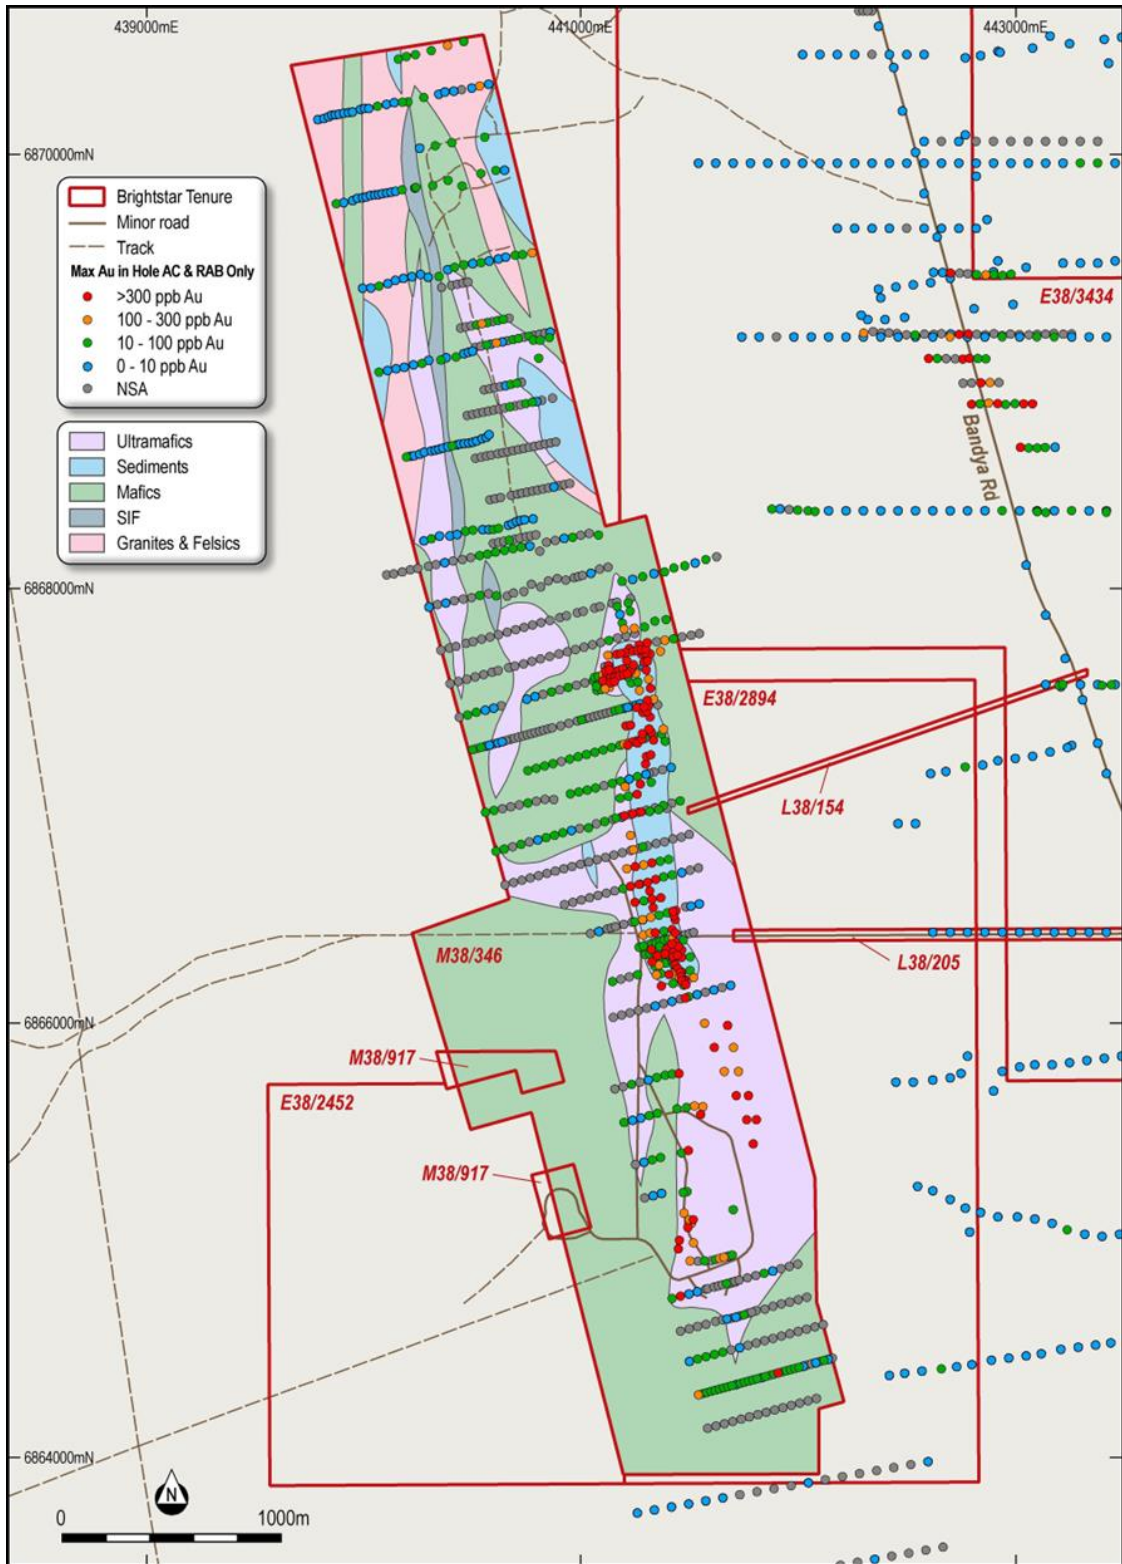 439000mE
441000mE
443000mE
6870000mN
Brightstar Tenure
Minor road
Track
Max Au in Hole AC & RAB Only
>300 ppb Au
100 - 300 ppb Au
10 - 100 ppb Au
0 - 10 ppb Au
NSA
E38/3434
Bandya Rd
Ultramafics
Sediments
Mafics
SIF
Granites & Felsics
6868000mN
E38/2894
L38/154
M38/346
L38/205
6866000mN
M38/917
E38/2452
M38/917
6864000mN
N
0 1000m